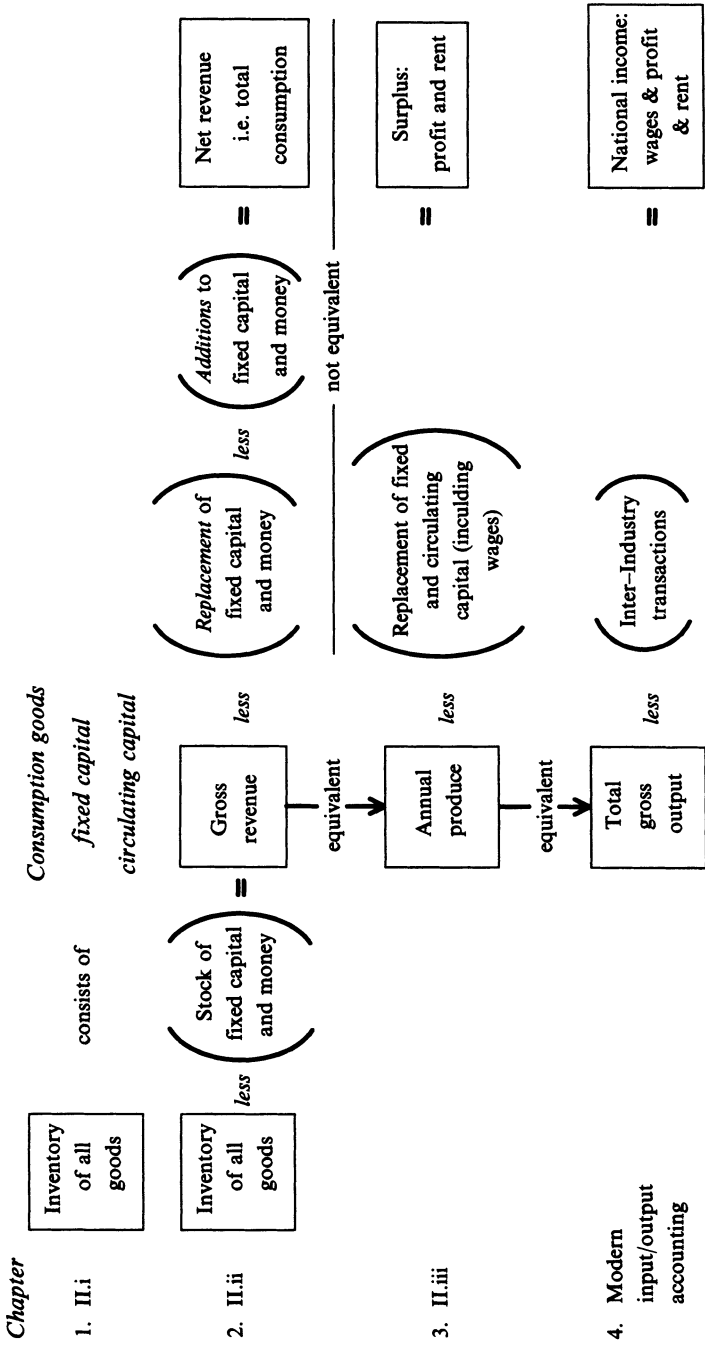 Chapter
1. II.i
Inventory
of all
goods
consists of
Consumption goods
fixed capital
circulating capital
2. II.ii
Inventory
of all
goods
less
Stock of
fixed capital
and money
=
Gross
revenue
less
Replacement of
fixed capital
and money
less
Additions to
fixed capital
and money
=
Net revenue
i.e. total
consumption
equivalent
not equivalent
3. II.iii
Annual
produce
less
Replacement of fixed
and circulating
capital (inculding
wages)
=
Surplus:
profit and rent
equivalent
4. Modern
input/output
accounting
Total
gross
output
less
Inter-Industry
transactions
=
National income:
wages & profit
& rent